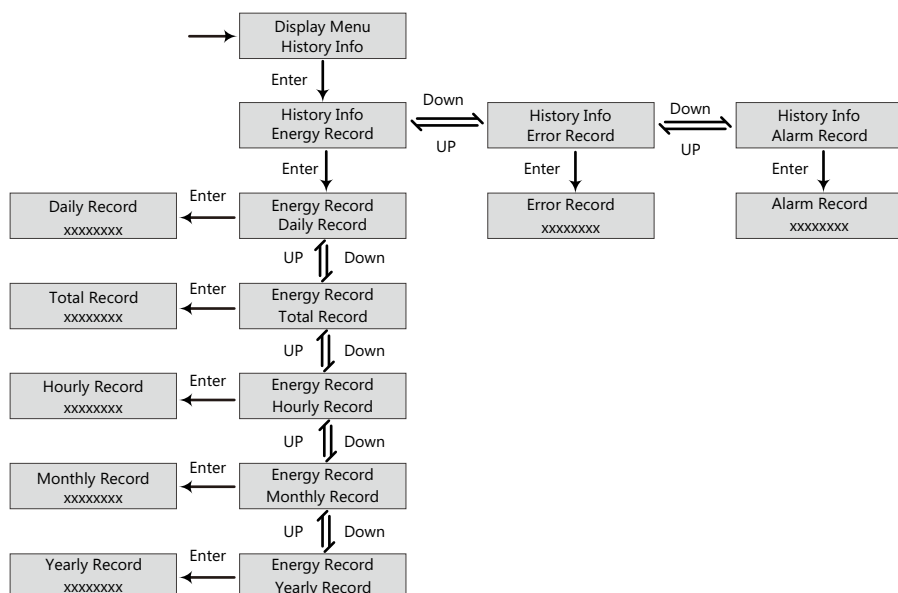 Display Menu
History Info
Enter
History Info
Energy Record
Down
UP
History Info
Error Record
Down
UP
History Info
Alarm Record
Enter
Enter
Enter
Daily Record
xxxxxxxx
Enter
Energy Record
Daily Record
Error Record
xxxxxxxx
Alarm Record
xxxxxxxx
UP
Down
Total Record
xxxxxxxx
Enter
Energy Record
Total Record
UP
Down
Hourly Record
xxxxxxxx
Enter
Energy Record
Hourly Record
UP
Down
Monthly Record
xxxxxxxx
Enter
Energy Record
Monthly Record
UP
Down
Yearly Record
xxxxxxxx
Enter
Energy Record
Yearly Record